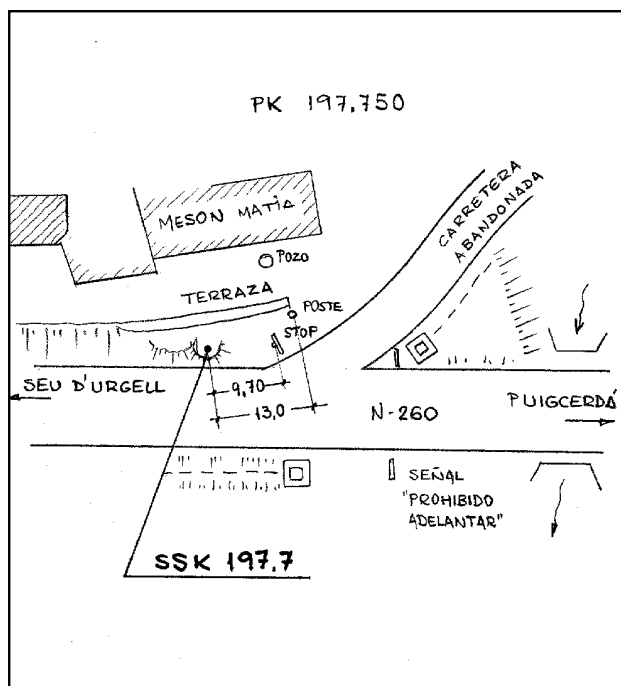 PK 197,750
MESON MATIA
CARRETERA
ABANDONADA
POZO
TERRAZA
POSTE
STOP
SEU D'URGELL
9,70
13,0
N-260
PUIGCERDÁ
SEÑAL
"PROHIBIDO
ADELANTAR"
SSK 197.7